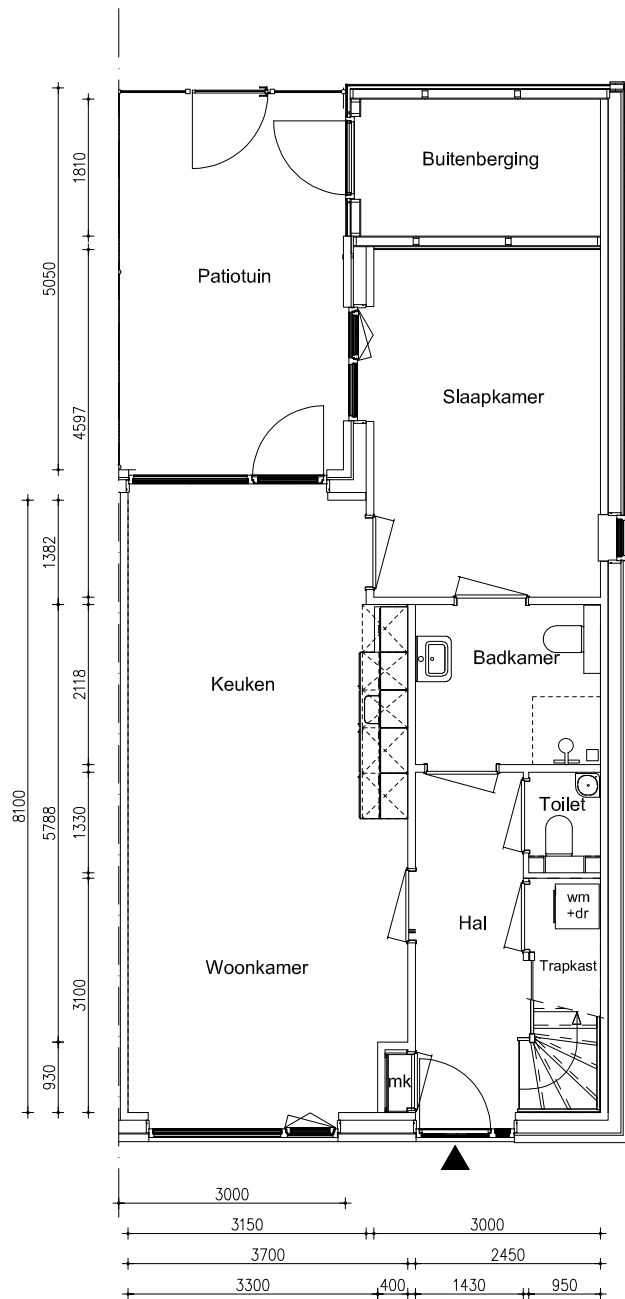 Buitenberging
Patiotuin
Slaapkamer
Keuken
Badkamer
Toilet
wm
+dr
Hal
Trapkast
Woonkamer
mk
1810
5050
4597
1382
2118
8100
5788
1330
3100
930
3000
3150
3000
3700
2450
3300
400
1430
950